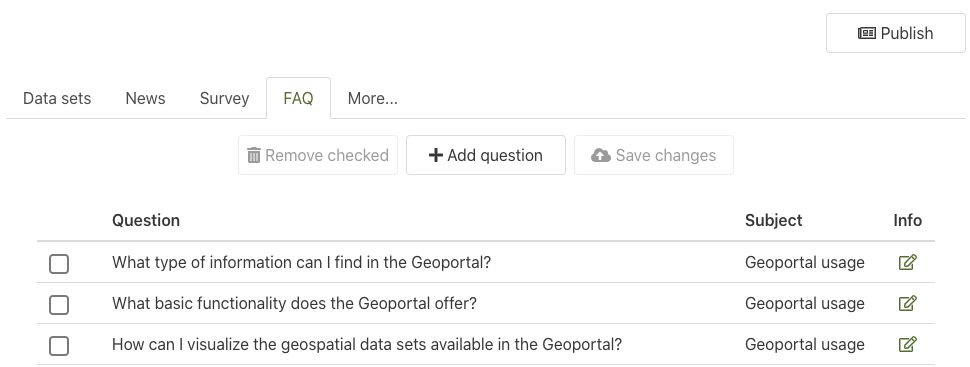 Publish
Data sets News Survey FAQ More...
Remove checked Add question Save changes
Question Subject Info
What type of information can I find in the Geoportal? Geoportal usage
What basic functionality does the Geoportal offer? Geoportal usage
How can I visualize the geospatial data sets available in the Geoportal? Geoportal usage